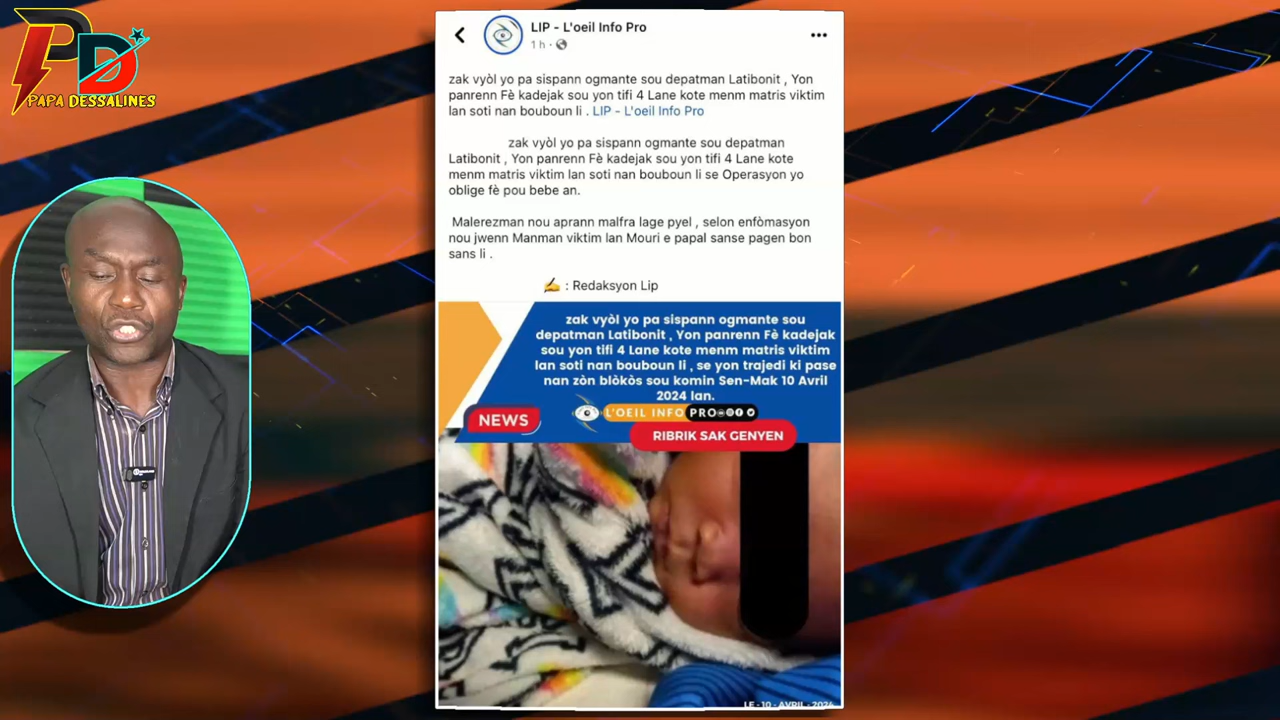 PD
PAPA DESSALINES
LIP - L'oeil Info Pro
1 h ·
zak vyòl yo pa sispann ogmante sou depatman Latibonit , Yon
panrenn Fè kadejak sou yon tifi 4 Lane kote menm matris viktim
lan soti nan bouboun li . LIP - L'oeil Info Pro
zak vyòl yo pa sispann ogmante sou depatman
Latibonit , Yon panrenn Fè kadejak sou yon tifi 4 Lane kote
menm matris viktim lan soti nan bouboun li se Operasyon yo
oblige fè pou bebe an.
Malerezman nou aprann malfra lage pyel , selon enfòmasyon
nou jwenn Manman viktim lan Mouri e papal sanse pagen bon
sans li .
✍️ : Redaksyon Lip
zak vyòl yo pa sispann ogmante sou
depatman Latibonit , Yon panrenn Fè kadejak
sou yon tifi 4 Lane kote menm matris viktim
lan soti nan bouboun li , se yon trajedi ki pase
nan zòn blòkòs sou komin Sen-Mak 10 Avril
2024 lan.
L'OEIL INFO PRO
NEWS
RIBRIK SAK GENYEN
LE - 10 - AVRIL - 2024